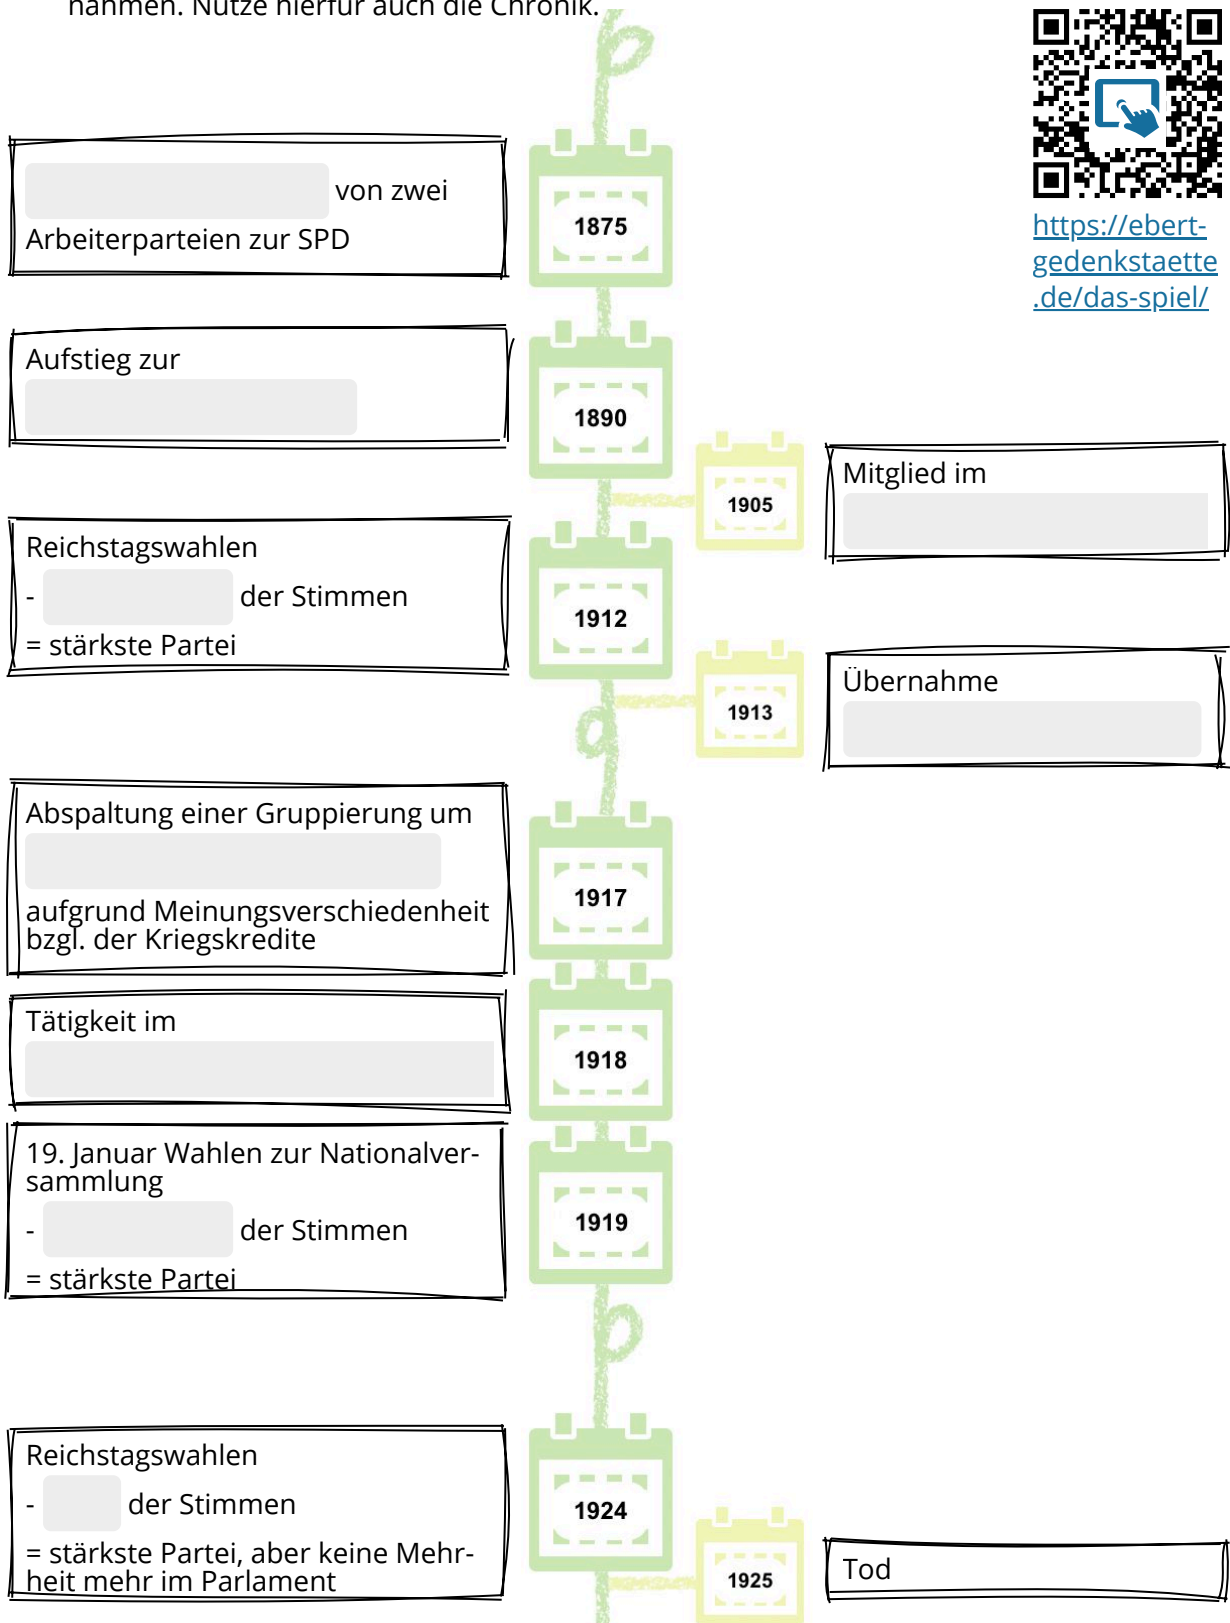 nahmen. Nutze hierfür auch die Chronik.
https://ebert-
gedenkstaette
.de/das-spiel/
von zwei
Arbeiterparteien zur SPD
1875
Aufstieg zur
1890
1905
Mitglied im
Reichstagswahlen
- der Stimmen
= stärkste Partei
1912
1913
Übernahme
Abspaltung einer Gruppierung um
aufgrund Meinungsverschiedenheit
bzgl. der Kriegskredite
1917
Tätigkeit im
1918
19. Januar Wahlen zur Nationalver-
sammlung
- der Stimmen
= stärkste Partei
1919
Reichstagswahlen
- der Stimmen
= stärkste Partei, aber keine Mehr-
heit mehr im Parlament
1924
1925
Tod